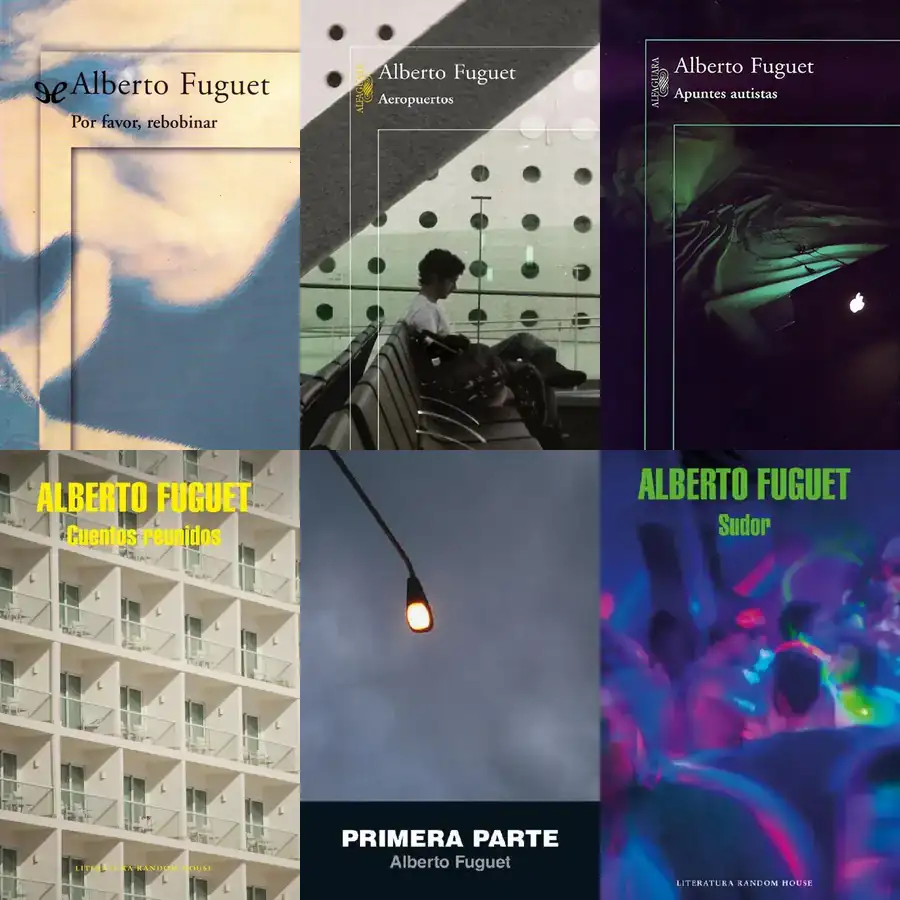 Alberto Fuguet
Por favor, rebobinar
ALFAGUARA
Alberto Fuguet
Aeropuertos
ALFAGUARA
Alberto Fuguet
Apuntes autistas
ALBERTO FUGUET
Cuentos reunidos
LITERATURA RANDOM HOUSE
PRIMERA PARTE
Alberto Fuguet
ALBERTO FUGUET
Sudor
LITERATURA RANDOM HOUSE